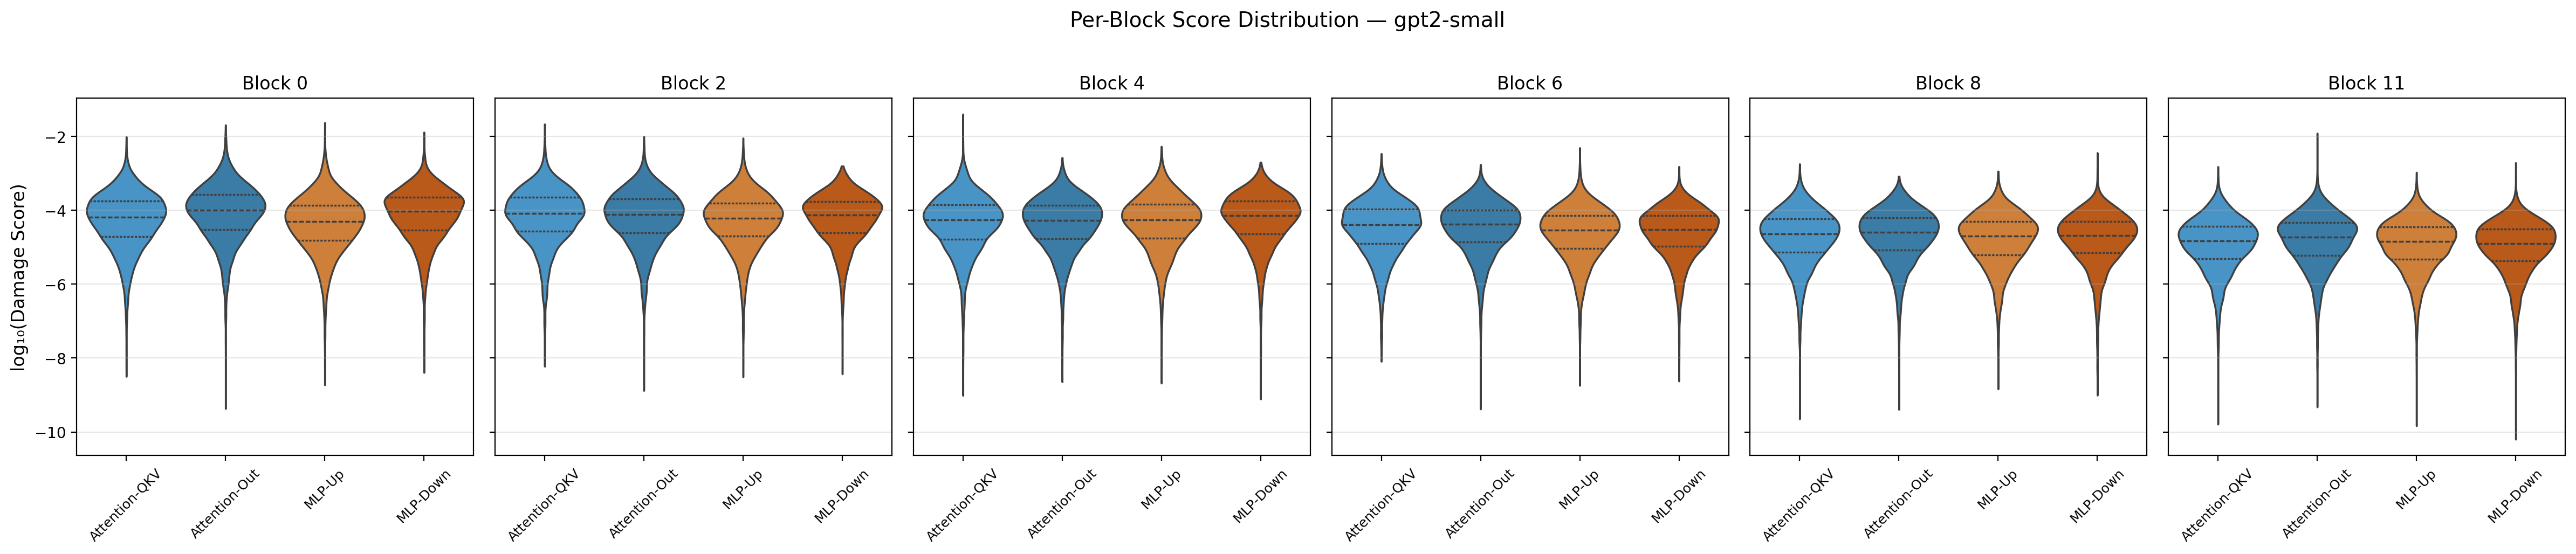 Per-Block Score Distribution — gpt2-small
Block 0
Block 2
Block 4
Block 6
Block 8
Block 11
log₁₀(Damage Score)
−2
−4
−6
−8
−10
Attention-QKV
Attention-Out
MLP-Up
MLP-Down
Attention-QKV
Attention-Out
MLP-Up
MLP-Down
Attention-QKV
Attention-Out
MLP-Up
MLP-Down
Attention-QKV
Attention-Out
MLP-Up
MLP-Down
Attention-QKV
Attention-Out
MLP-Up
MLP-Down
Attention-QKV
Attention-Out
MLP-Up
MLP-Down